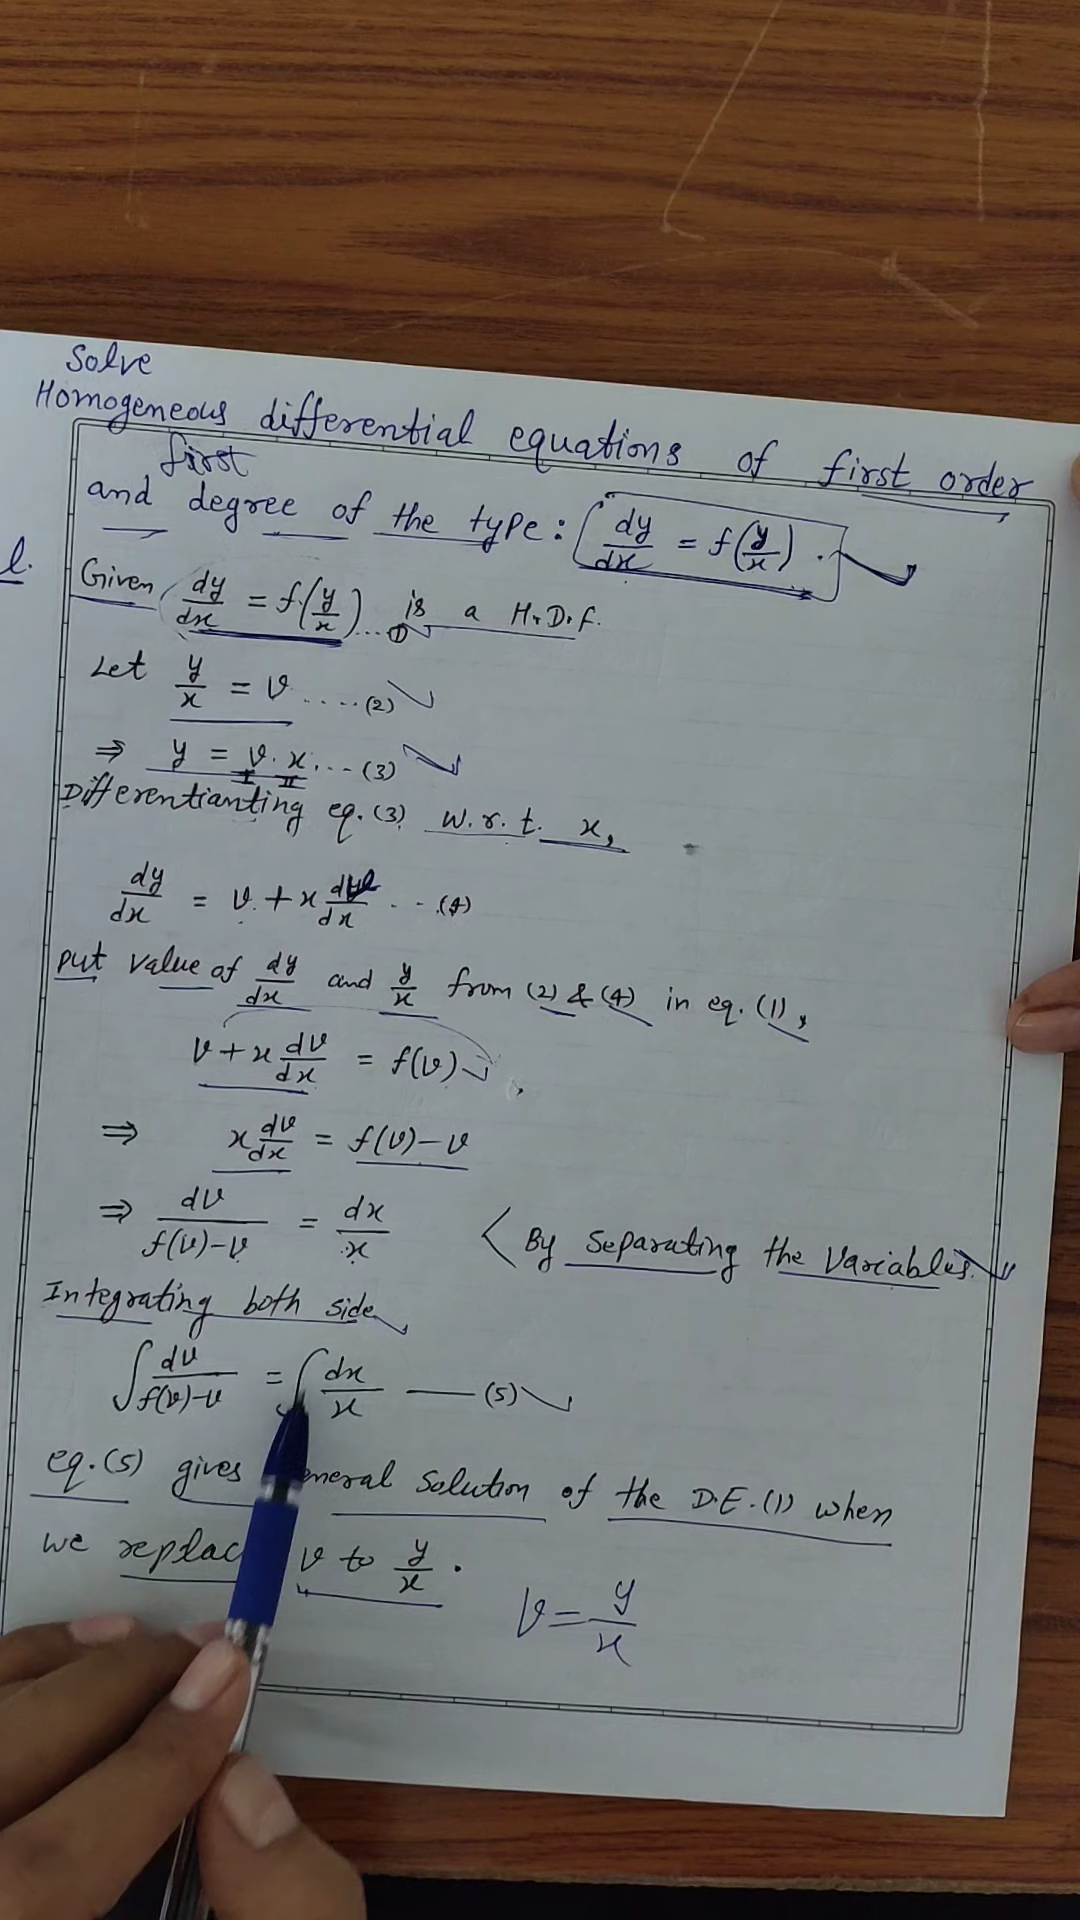 Solve
Homogeneous differential equations of first order
first
and degree of the type: dy/dx = f(y/x).
1. Given dy/dx = f(y/x) ...① is a H.D.F.
Let y/x = v ....(2)
⇒ y = v.x... (3)
I II
Differentianting eq.(3) w.r.t. x,
dy/dx = v + x dv/dx .. (4)
put value of dy/dx and y/x from (2) & (4) in eq. (1),
v + x dv/dx = f(v)
⇒ x dv/dx = f(v)-v
⇒ dv/f(v)-v = dx/x < By Separating the Variables.
Integrating both side
∫ dv/f(v)-v = ∫ dx/x — (5)
eq.(5) gives Solution of the D.E.(1) when
we v to y/x.
v = y/x